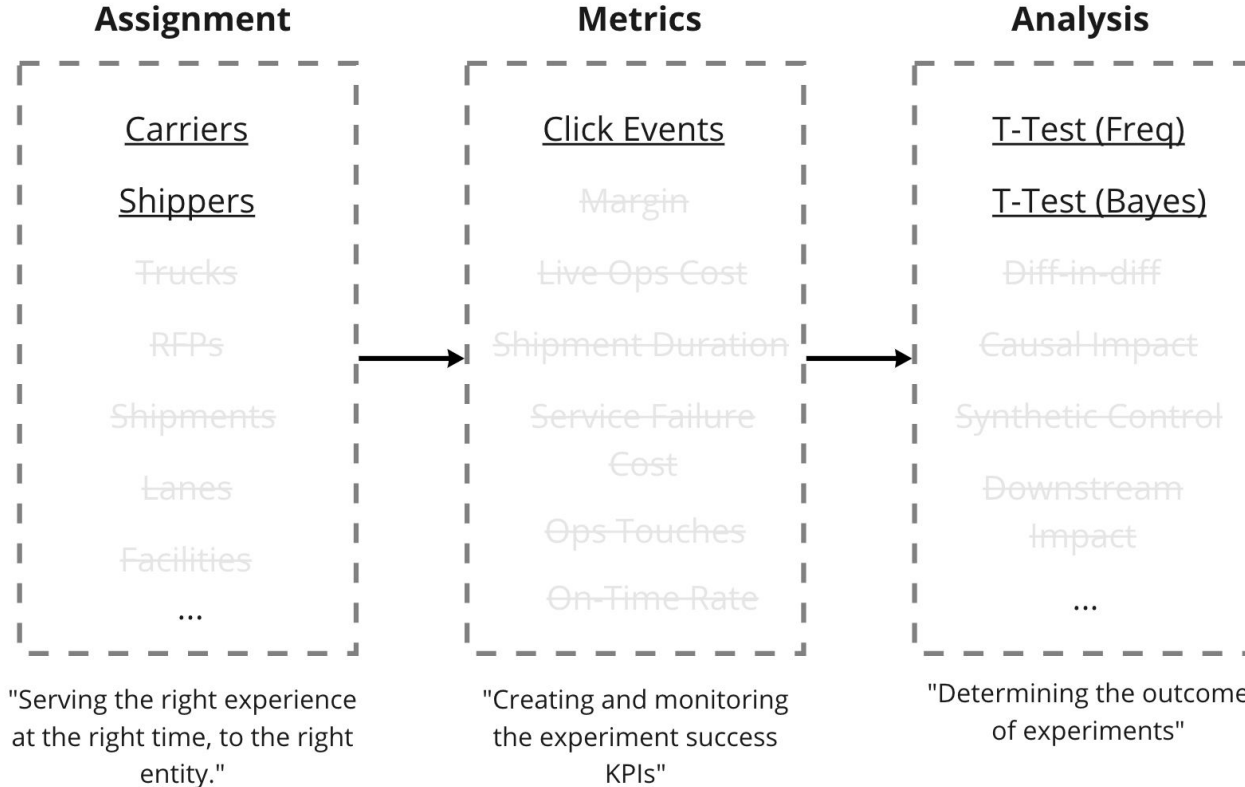 Assignment
Metrics
Analysis
Carriers
Shippers
Trucks
RFPs
Shipments
Lanes
Facilities
...
"Serving the right experience
at the right time, to the right
entity."
Click Events
Margin
Live Ops Cost
Shipment Duration
Service Failure
Cost
Ops Touches
On-Time Rate
"Creating and monitoring
the experiment success
KPIs"
T-Test (Freq)
T-Test (Bayes)
Diff-in-diff
Causal Impact
Synthetic Control
Downstream
Impact
...
"Determining the outcome
of experiments"